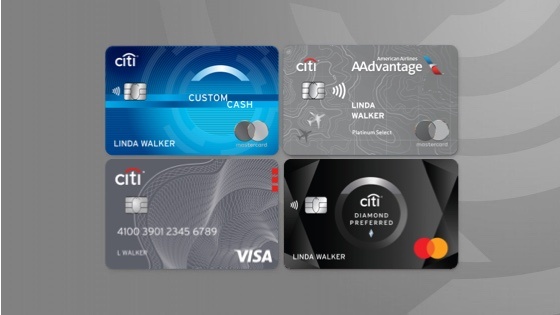 citi
CUSTOM
CASH
LINDA WALKER
mastercard
citi
American Airlines
AAdvantage
LINDA
WALKER
Platinum Select
mastercard
citi
4100 3901 2345 6789
L WALKER
VISA
citi
DIAMOND
PREFERRED
LINDA WALKER